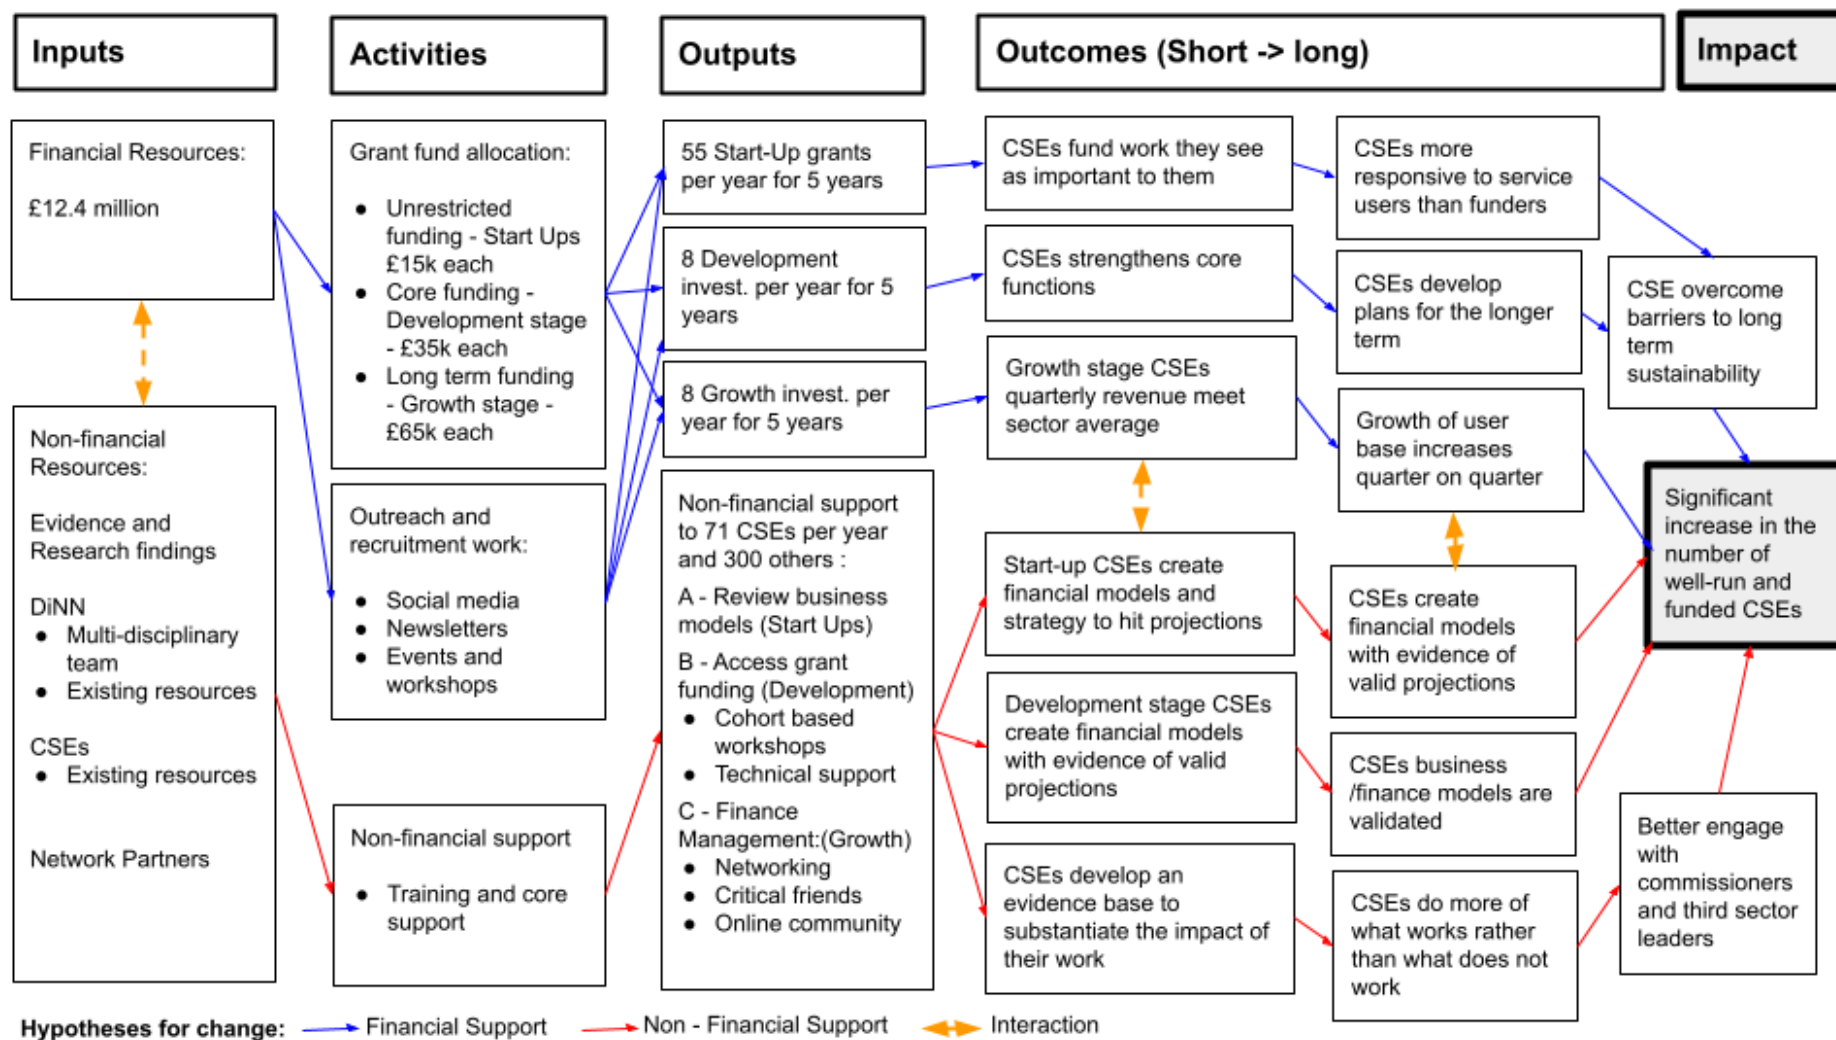 Inputs
Activities
Outputs
Outcomes (Short -> long)
Impact
Financial Resources:
£12.4 million
Non-financial
Resources:
Evidence and
Research findings
DiNN
● Multi-disciplinary
team
● Existing resources
CSEs
● Existing resources
Network Partners
Grant fund allocation:
● Unrestricted
funding - Start Ups
£15k each
● Core funding -
Development stage
- £35k each
● Long term funding
- Growth stage -
£65k each
Outreach and
recruitment work:
● Social media
● Newsletters
● Events and
workshops
Non-financial support
● Training and core
support
55 Start-Up grants
per year for 5 years
8 Development
invest. per year for 5
years
8 Growth invest. per
year for 5 years
Non-financial support
to 71 CSEs per year
and 300 others :
A - Review business
models (Start Ups)
B - Access grant
funding (Development)
● Cohort based
workshops
● Technical support
C - Finance
Management:(Growth)
● Networking
● Critical friends
● Online community
CSEs fund work they see
as important to them
CSEs strengthens core
functions
Growth stage CSEs
quarterly revenue meet
sector average
Start-up CSEs create
financial models and
strategy to hit projections
Development stage CSEs
create financial models
with evidence of valid
projections
CSEs develop an
evidence base to
substantiate the impact of
their work
CSEs more
responsive to service
users than funders
CSEs develop
plans for the longer
term
Growth of user
base increases
quarter on quarter
CSEs create
financial models
with evidence of
valid projections
CSEs business
/finance models are
validated
CSEs do more of
what works rather
than what does not
work
CSE overcome
barriers to long
term
sustainability
Better engage
with
commissioners
and third sector
leaders
Significant
increase in the
number of
well-run and
funded CSEs
Hypotheses for change:
Financial Support
Non - Financial Support
Interaction